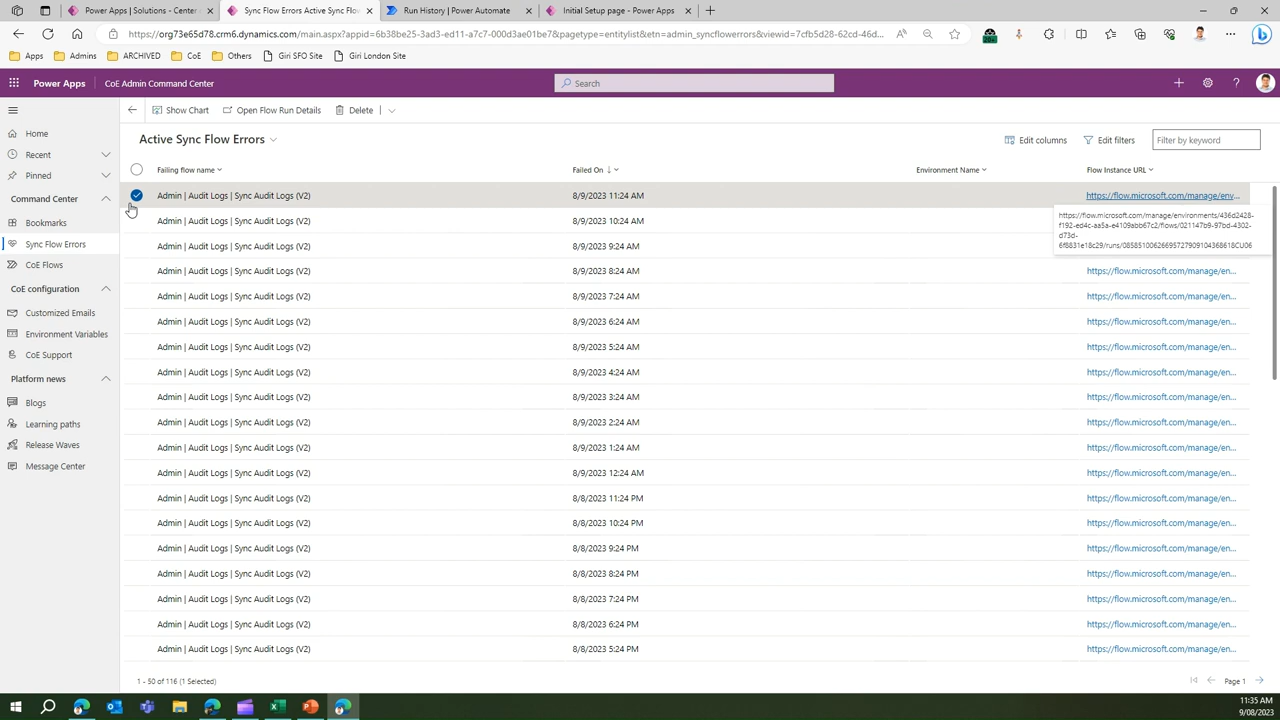 Power Apps | Solutions - Center
Sync Flow Errors Active Sync Flow
Run History | Power Automate
Initial Setup page - Power Apps
https://org73e65d78.crm6.dynamics.com/main.aspx?appid=6b38be25-3ad3-ed11-a7c7-000d3ae01be7&pagetype=entitylist&etn=admin_syncflowerrors&viewid=7cfb5d28-62cd-46d...
Apps
Admins
ARCHIVED
CoE
Others
Giri SFO Site
Giri London Site
Power Apps
CoE Admin Command Center
Search
Show Chart
Open Flow Run Details
Delete
Home
Recent
Pinned
Command Center
Bookmarks
Sync Flow Errors
CoE Flows
CoE configuration
Customized Emails
Environment Variables
CoE Support
Platform news
Blogs
Learning paths
Release Waves
Message Center
Active Sync Flow Errors
Edit columns
Edit filters
Filter by keyword
Failing flow name
Failed On
Environment Name
Flow Instance URL
Admin | Audit Logs | Sync Audit Logs (V2) 8/9/2023 11:24 AM https://flow.microsoft.com/manage/env...
https://flow.microsoft.com/manage/environments/436d2428-
f192-ed4c-aa5a-e4109abb67c2/flows/021147b9-97bd-4302-
d73d-
6f8831e18c29/runs/08585100626695727909104368618CU06
Admin | Audit Logs | Sync Audit Logs (V2) 8/9/2023 10:24 AM
Admin | Audit Logs | Sync Audit Logs (V2) 8/9/2023 9:24 AM
Admin | Audit Logs | Sync Audit Logs (V2) 8/9/2023 8:24 AM https://flow.microsoft.com/manage/en...
Admin | Audit Logs | Sync Audit Logs (V2) 8/9/2023 7:24 AM https://flow.microsoft.com/manage/en...
Admin | Audit Logs | Sync Audit Logs (V2) 8/9/2023 6:24 AM https://flow.microsoft.com/manage/en...
Admin | Audit Logs | Sync Audit Logs (V2) 8/9/2023 5:24 AM https://flow.microsoft.com/manage/en...
Admin | Audit Logs | Sync Audit Logs (V2) 8/9/2023 4:24 AM https://flow.microsoft.com/manage/en...
Admin | Audit Logs | Sync Audit Logs (V2) 8/9/2023 3:24 AM https://flow.microsoft.com/manage/en...
Admin | Audit Logs | Sync Audit Logs (V2) 8/9/2023 2:24 AM https://flow.microsoft.com/manage/en...
Admin | Audit Logs | Sync Audit Logs (V2) 8/9/2023 1:24 AM https://flow.microsoft.com/manage/en...
Admin | Audit Logs | Sync Audit Logs (V2) 8/9/2023 12:24 AM https://flow.microsoft.com/manage/en...
Admin | Audit Logs | Sync Audit Logs (V2) 8/8/2023 11:24 PM https://flow.microsoft.com/manage/en...
Admin | Audit Logs | Sync Audit Logs (V2) 8/8/2023 10:24 PM https://flow.microsoft.com/manage/en...
Admin | Audit Logs | Sync Audit Logs (V2) 8/8/2023 9:24 PM https://flow.microsoft.com/manage/en...
Admin | Audit Logs | Sync Audit Logs (V2) 8/8/2023 8:24 PM https://flow.microsoft.com/manage/en...
Admin | Audit Logs | Sync Audit Logs (V2) 8/8/2023 7:24 PM https://flow.microsoft.com/manage/en...
Admin | Audit Logs | Sync Audit Logs (V2) 8/8/2023 6:24 PM https://flow.microsoft.com/manage/en...
Admin | Audit Logs | Sync Audit Logs (V2) 8/8/2023 5:24 PM https://flow.microsoft.com/manage/en...
1 - 50 of 116 (1 Selected)
Page 1
11:35 AM
9/08/2023